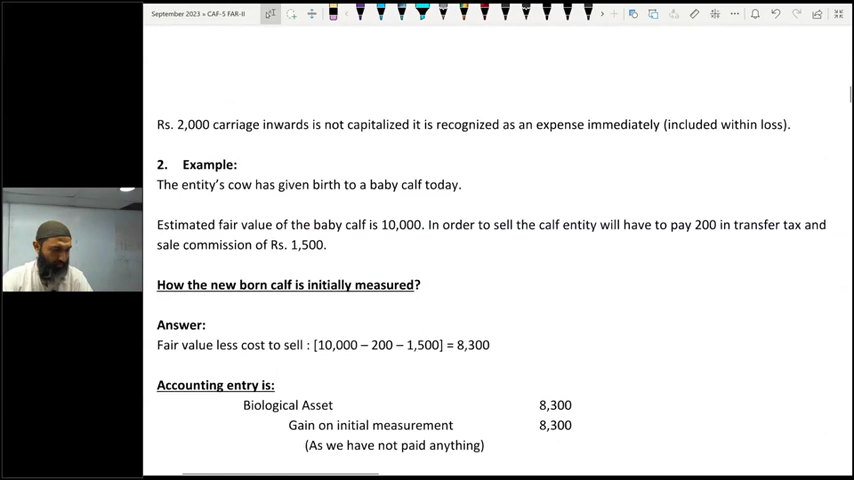 September 2023 » CAF-5 FAR-II
Rs. 2,000 carriage inwards is not capitalized it is recognized as an expense immediately (included within loss).
2. Example:
The entity's cow has given birth to a baby calf today.
Estimated fair value of the baby calf is 10,000. In order to sell the calf entity will have to pay 200 in transfer tax and
sale commission of Rs. 1,500.
How the new born calf is initially measured?
Answer:
Fair value less cost to sell : [10,000 – 200 – 1,500] = 8,300
Accounting entry is:
Biological Asset 8,300
Gain on initial measurement 8,300
(As we have not paid anything)